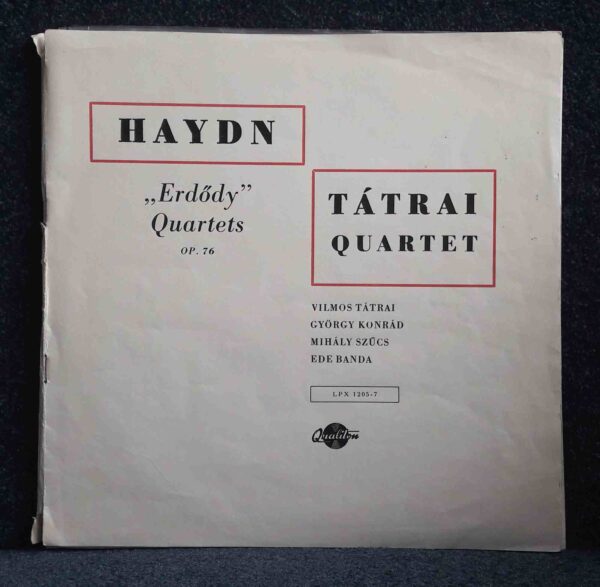 HAYDN
„Erdődy”
Quartets
OP. 76
TÁTRAI
QUARTET
VILMOS TÁTRAI
GYÖRGY KONRÁD
MIHÁLY SZŰCS
EDE BANDA
LPX 1205-7
Qualiton